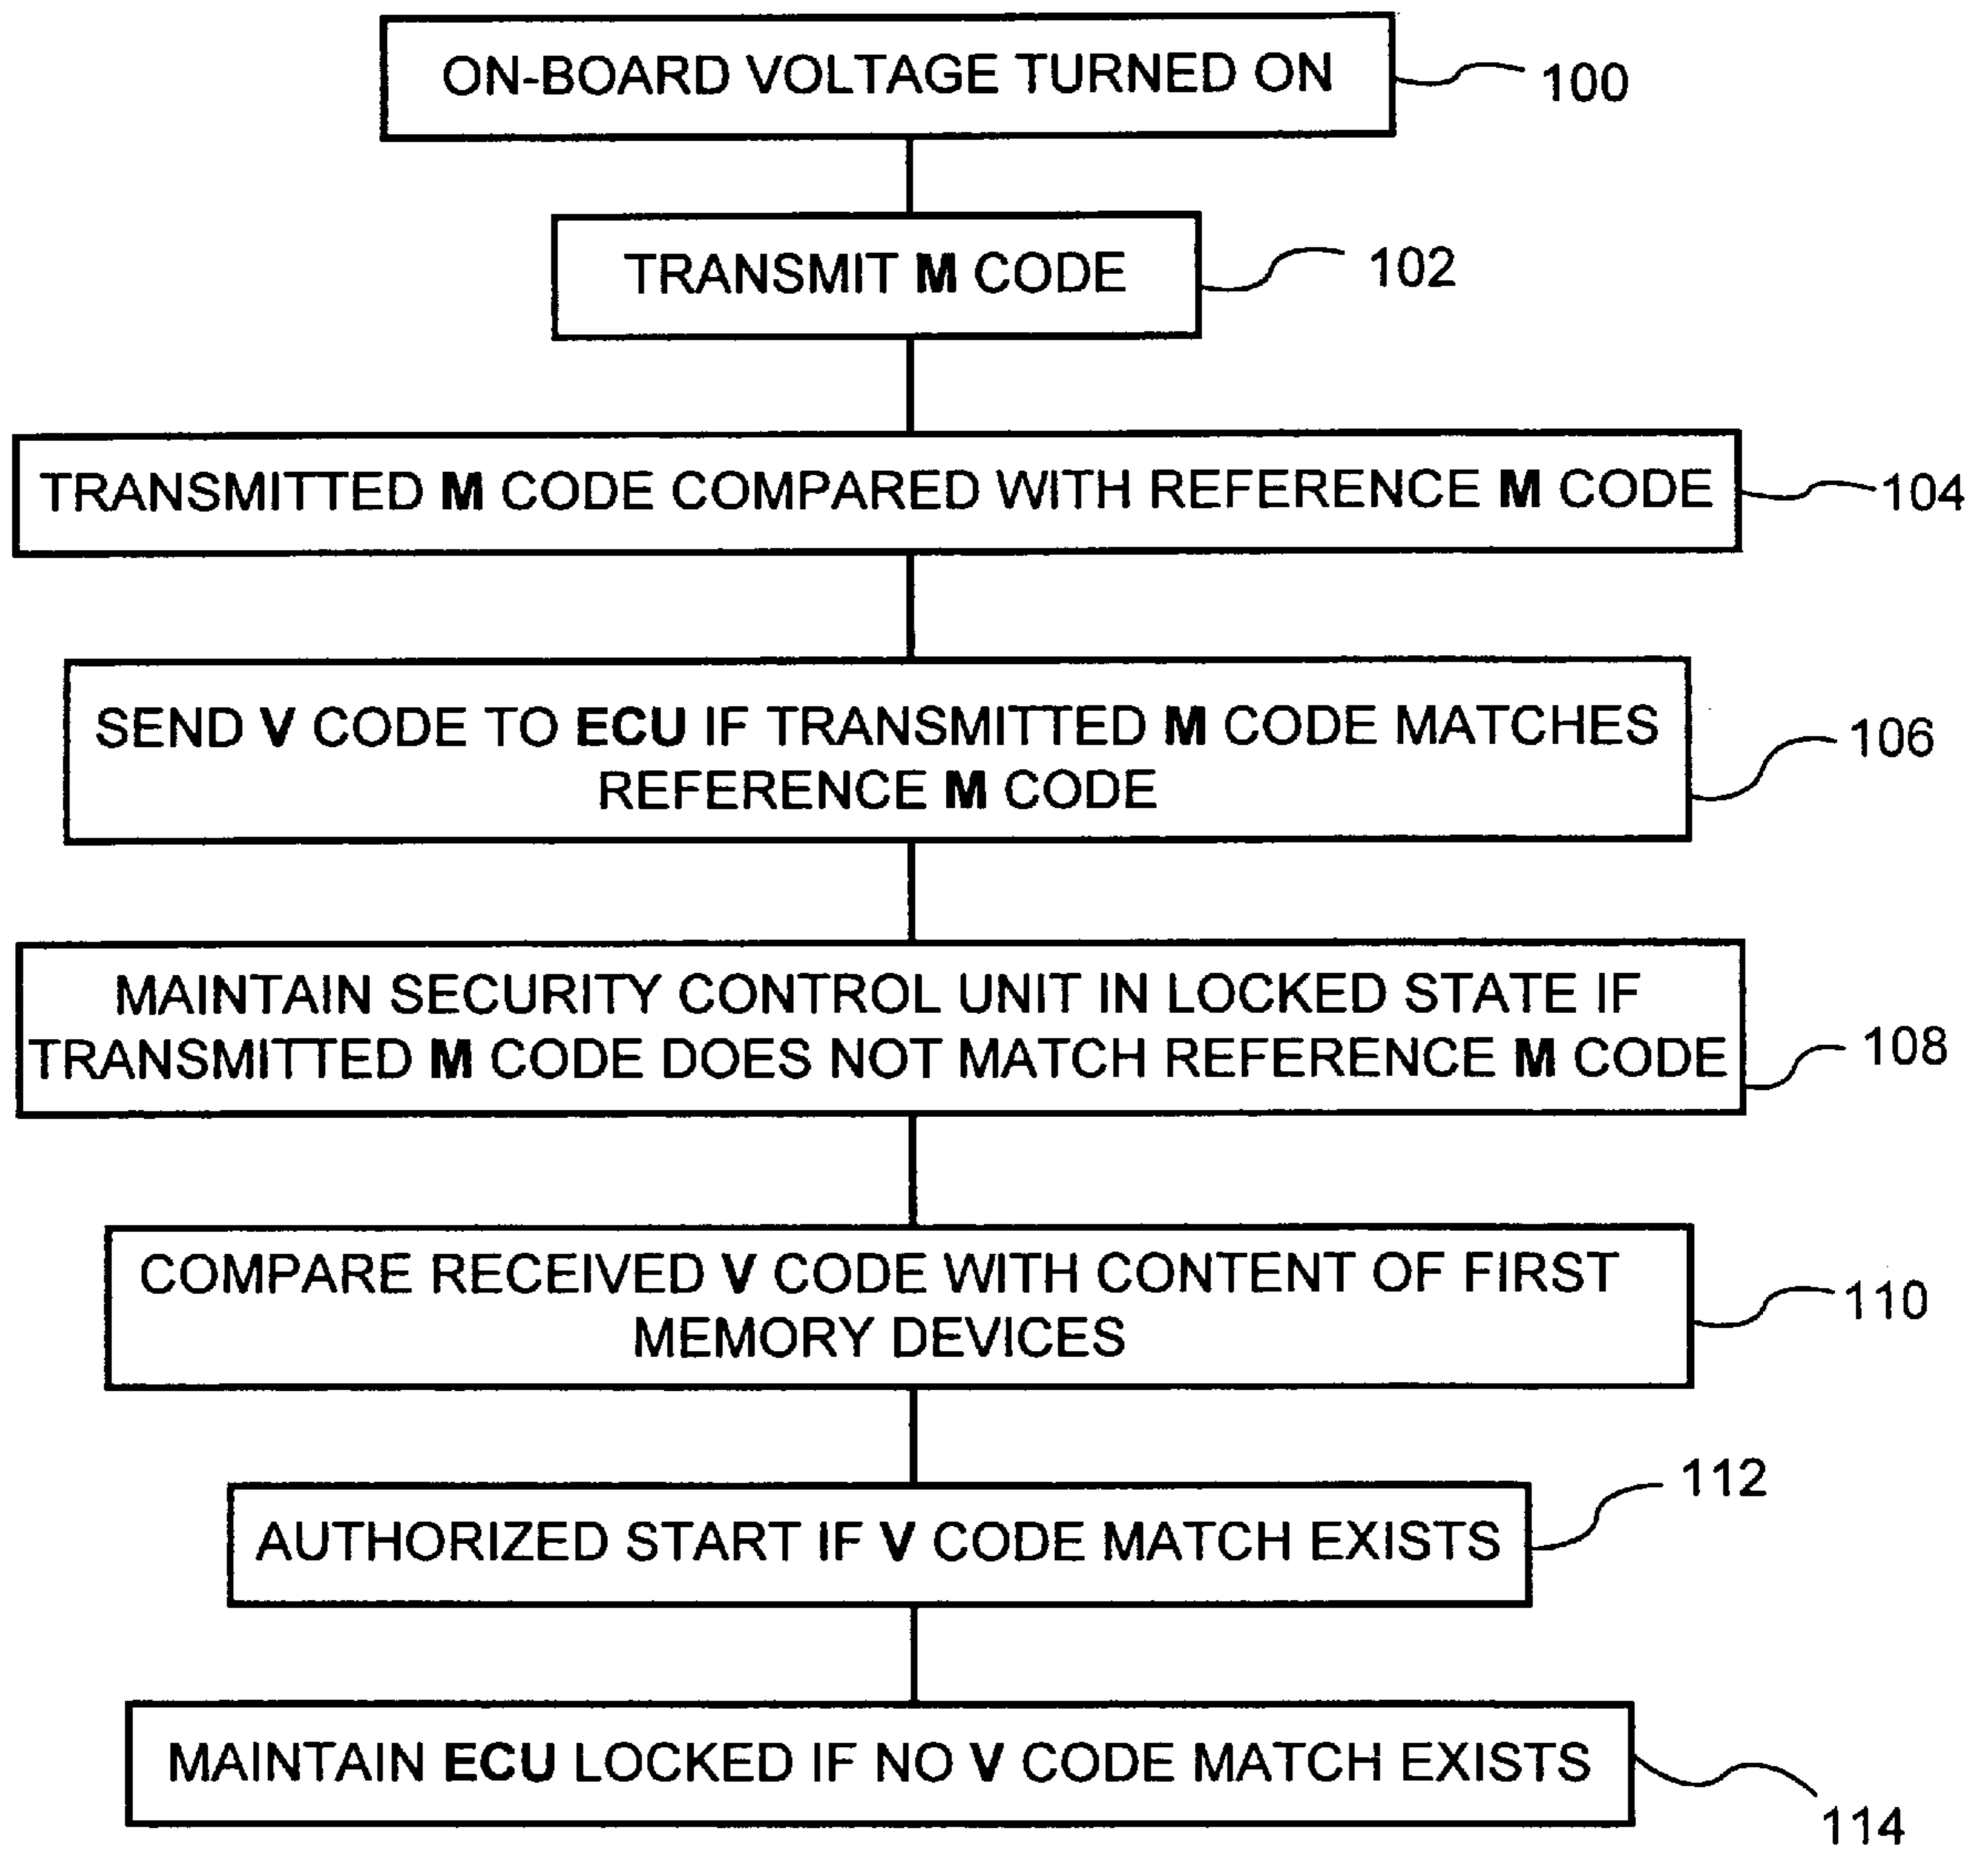 ON-BOARD VOLTAGE TURNED ON
100
TRANSMIT M CODE
102
TRANSMITTED M CODE COMPARED WITH REFERENCE M CODE
104
SEND V CODE TO ECU IF TRANSMITTED M CODE MATCHES
REFERENCE M CODE
106
MAINTAIN SECURITY CONTROL UNIT IN LOCKED STATE IF
TRANSMITTED M CODE DOES NOT MATCH REFERENCE M CODE
108
COMPARE RECEIVED V CODE WITH CONTENT OF FIRST
MEMORY DEVICES
110
AUTHORIZED START IF V CODE MATCH EXISTS
112
MAINTAIN ECU LOCKED IF NO V CODE MATCH EXISTS
114